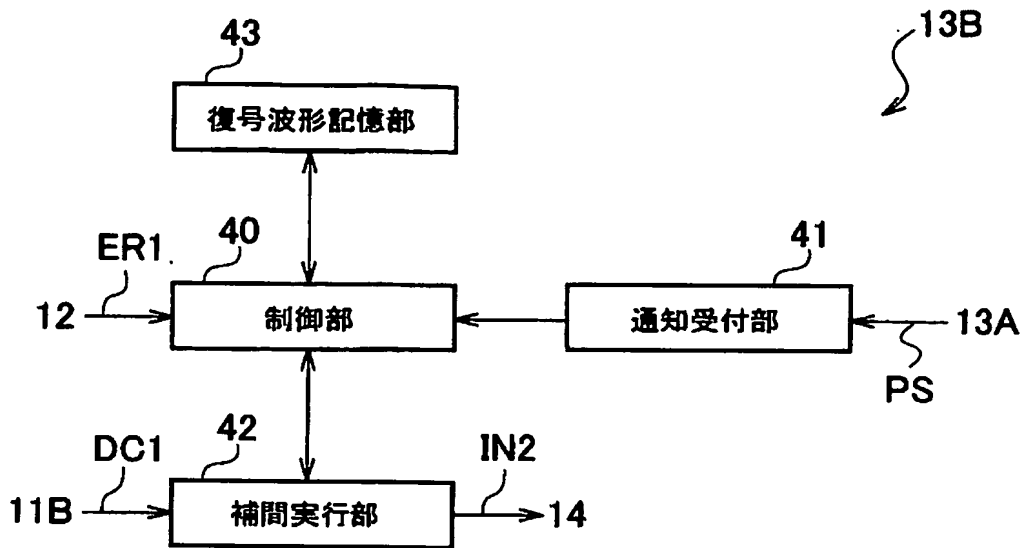 43
13B
復号波形記憶部
ER1
40
41
12
制御部
通知受付部
13A
PS
DC1
42
IN2
11B
補間実行部
14